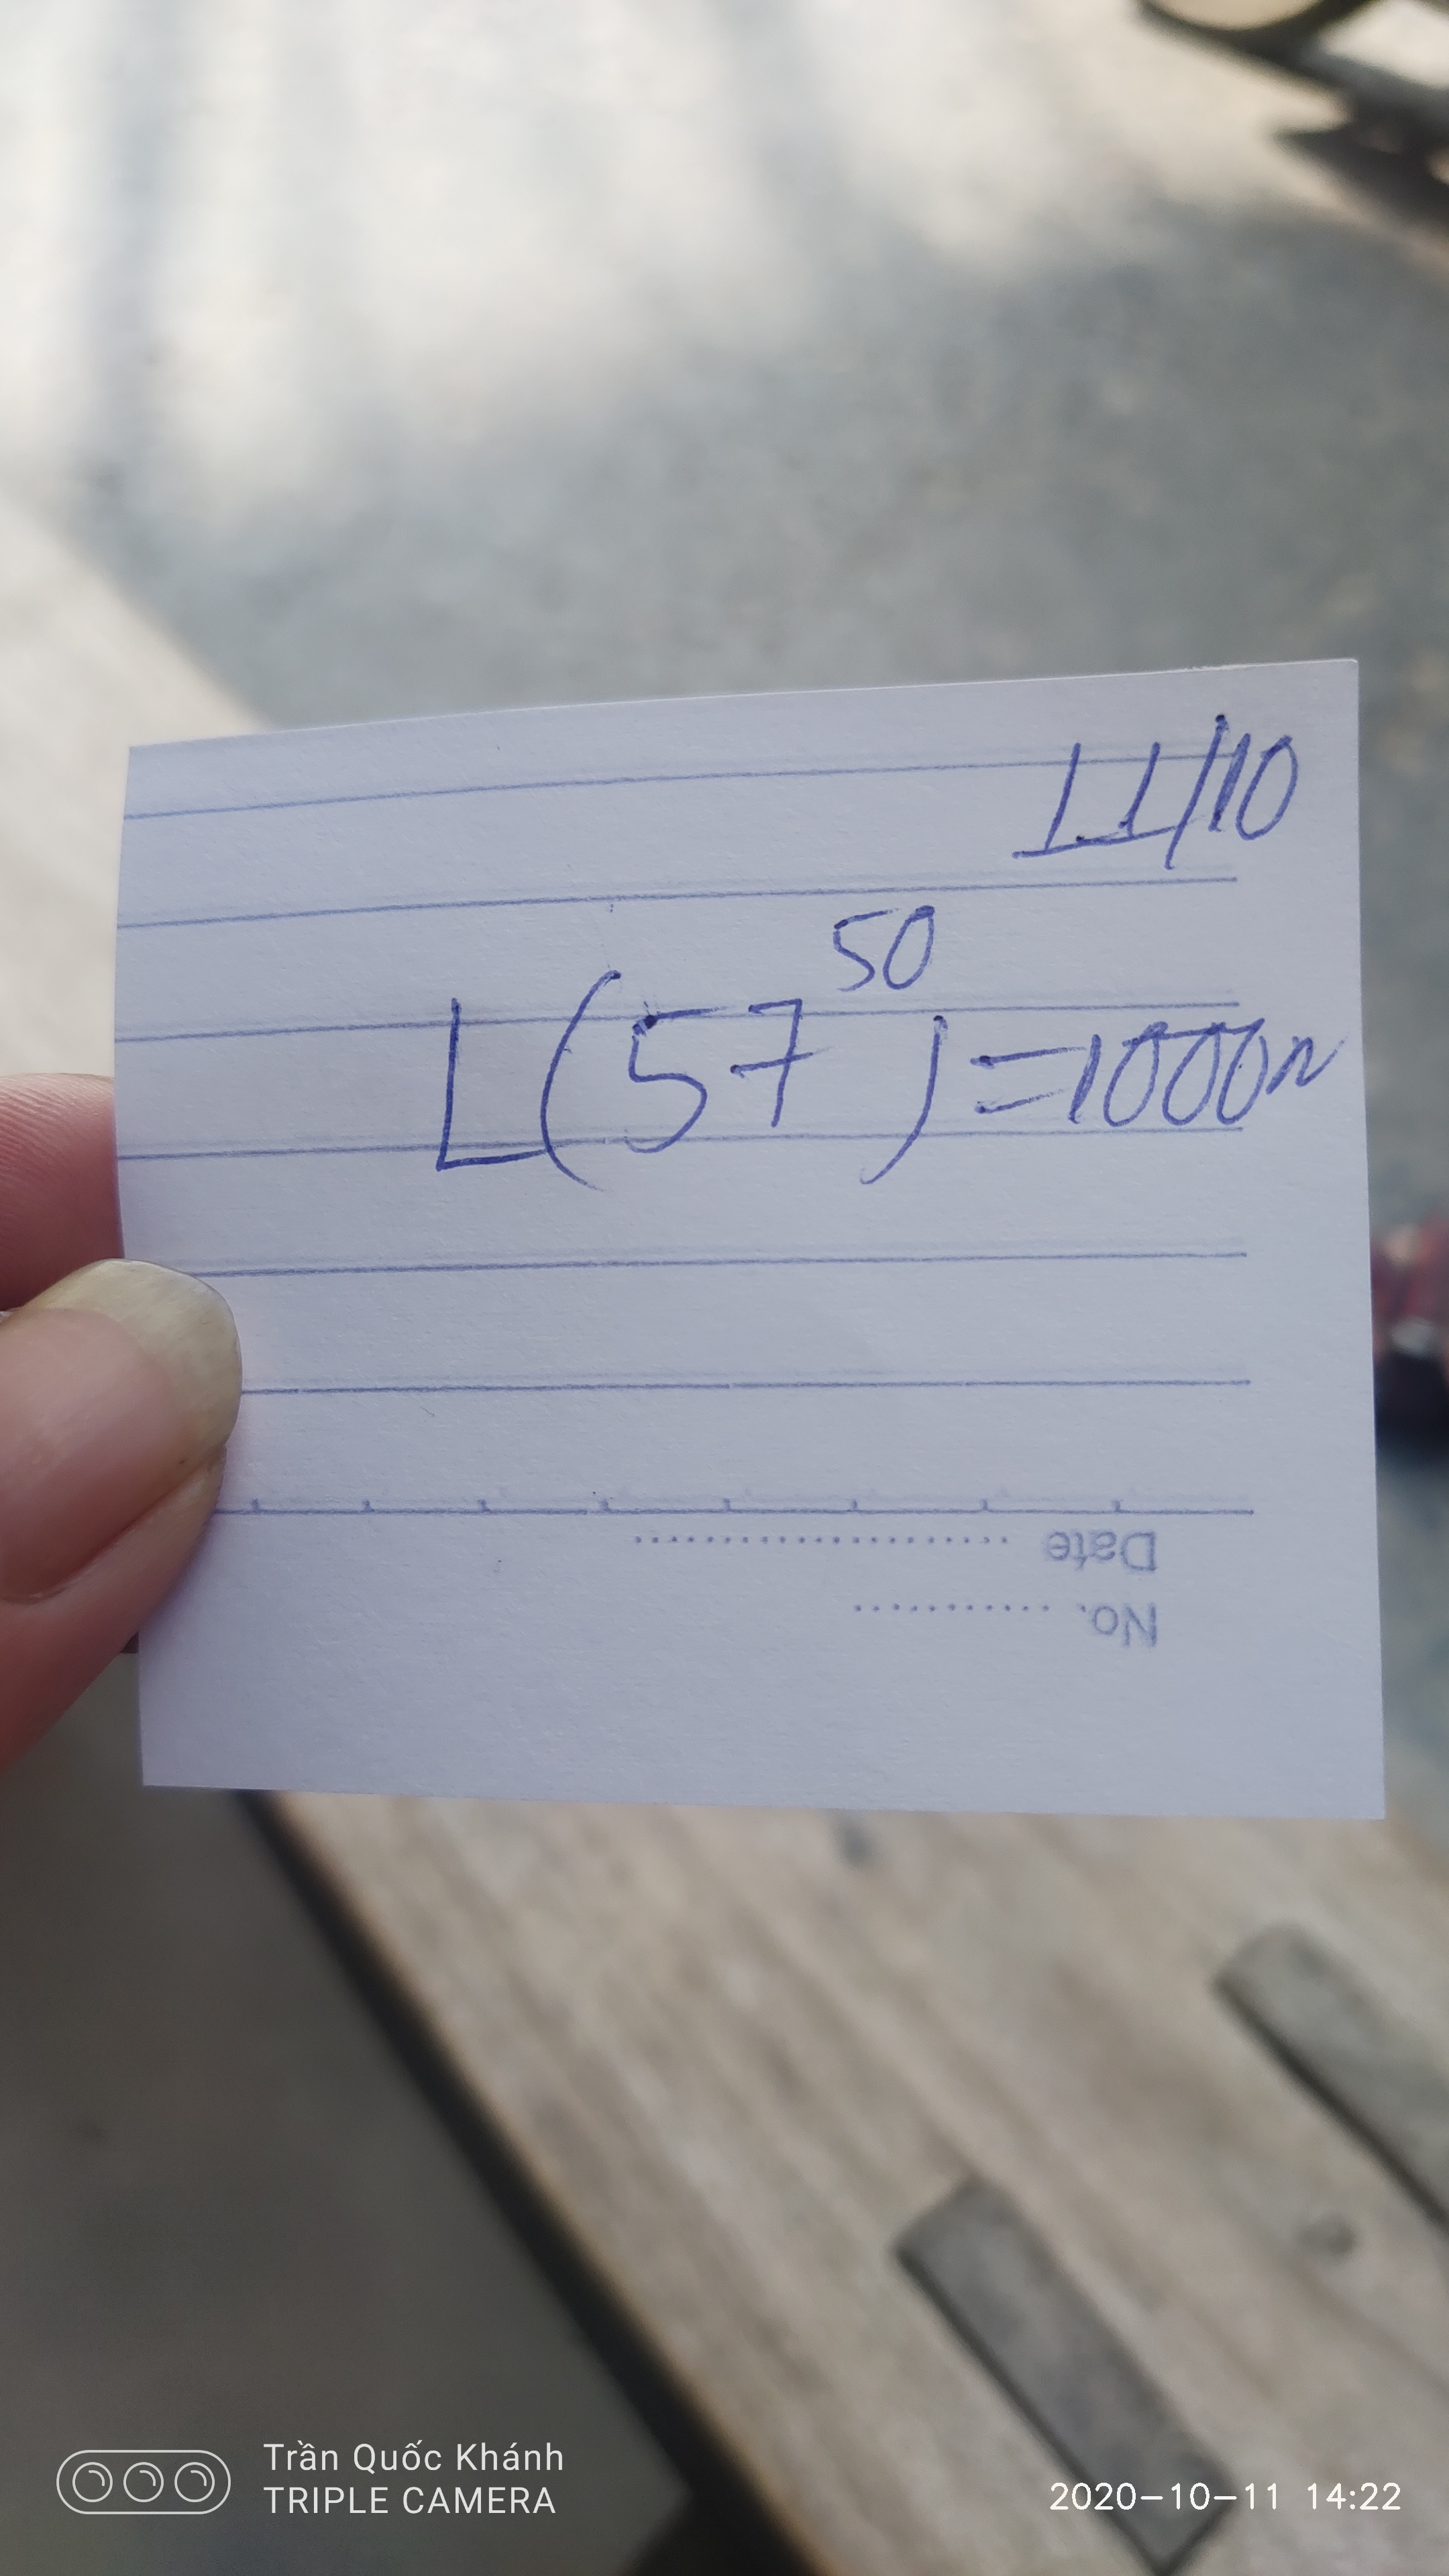 11/10
50
L(57 )=1000n
Date
No.
Trần Quốc Khánh
TRIPLE CAMERA
2020-10-11 14:22